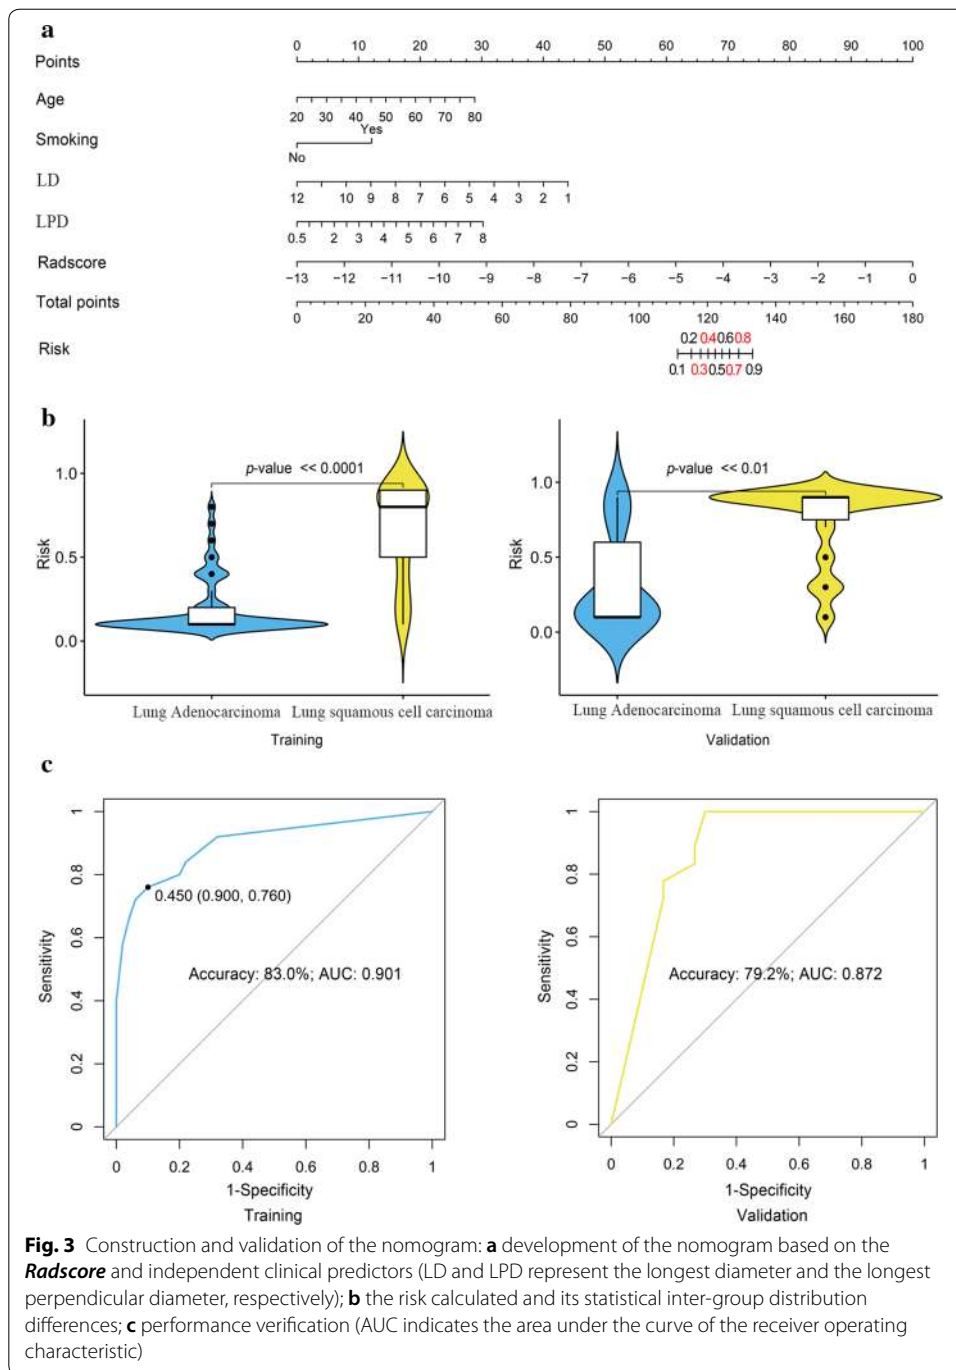 a
Points
0 10 20 30 40 50 60 70 80 90 100
Age
20 30 40 50 60 70 80
Smoking
Yes
No
LD
12 10 9 8 7 6 5 4 3 2 1
LPD
0.5 2 3 4 5 6 7 8
Radscore
−13 −12 −11 −10 −9 −8 −7 −6 −5 −4 −3 −2 −1 0
Total points
0 20 40 60 80 100 120 140 160 180
Risk
0.2 0.4 0.6 0.8
0.1 0.3 0.5 0.7 0.9
b
Risk
1.0
0.5
0.0
p-value << 0.0001
Lung Adenocarcinoma Lung squamous cell carcinoma
Training
Risk
1.0
0.5
0.0
p-value << 0.01
Lung Adenocarcinoma Lung squamous cell carcinoma
Validation
c
Sensitivity
1
0.8
0.6
0.4
0.2
0
0.450 (0.900, 0.760)
Accuracy: 83.0%; AUC: 0.901
0 0.2 0.4 0.6 0.8 1
1-Specificity
Training
Sensitivity
1
0.8
0.6
0.4
0.2
0
Accuracy: 79.2%; AUC: 0.872
0 0.2 0.4 0.6 0.8 1
1-Specificity
Validation
Fig. 3 Construction and validation of the nomogram: a development of the nomogram based on the
Radscore and independent clinical predictors (LD and LPD represent the longest diameter and the longest
perpendicular diameter, respectively); b the risk calculated and its statistical inter-group distribution
differences; c performance verification (AUC indicates the area under the curve of the receiver operating
characteristic)